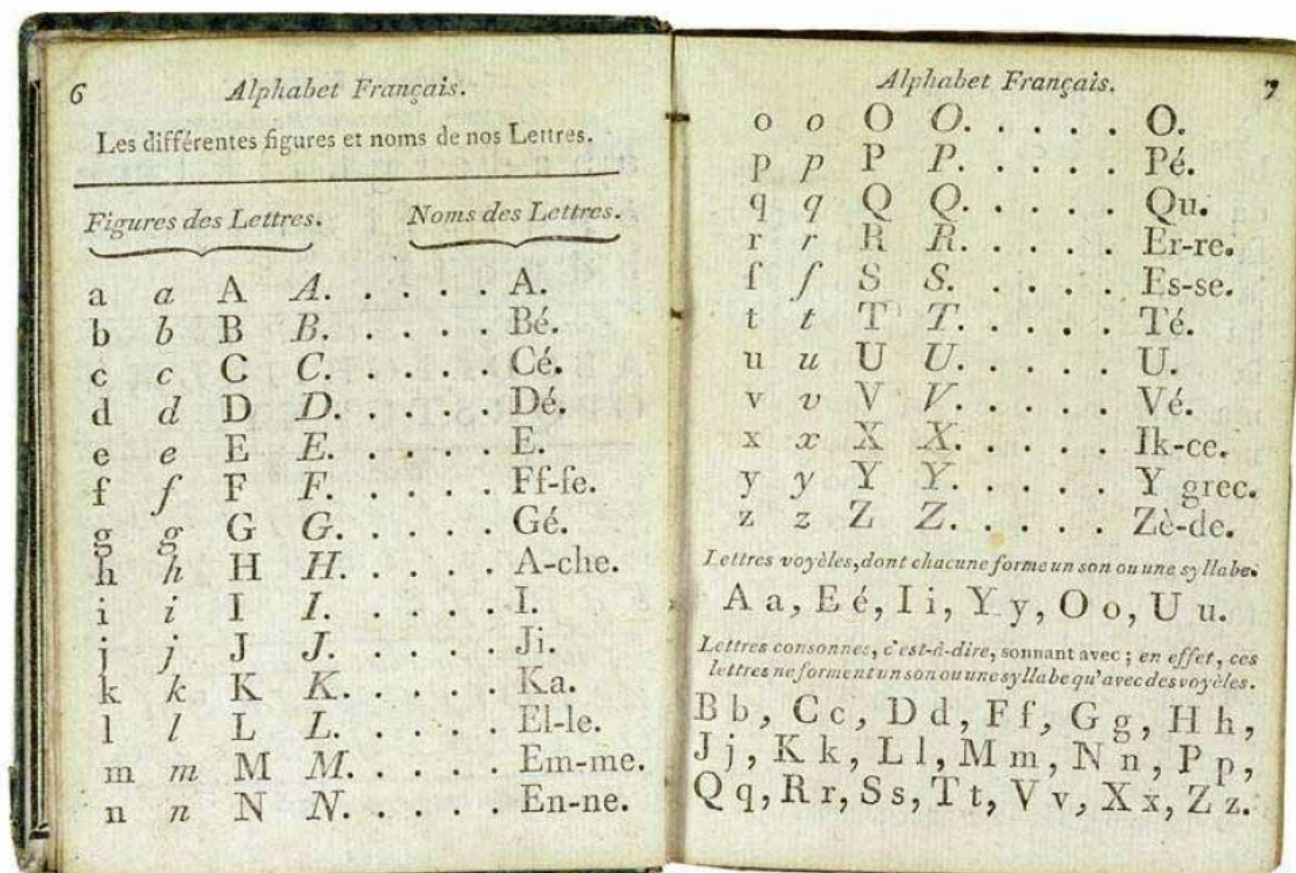 6 Alphabet Français.
Les différentes figures et noms de nos Lettres.
Figures des Lettres. Noms des Lettres.
a a A A. . . . . A.
b b B B. . . . . Bé.
c c C C. . . . . Cé.
d d D D. . . . . Dé.
e e E E. . . . . E.
f f F F. . . . . Ff-fe.
g g G G. . . . . Gé.
h h H H. . . . . A-che.
i i I I. . . . . I.
j j J J. . . . . Ji.
k k K K. . . . . Ka.
l l L L. . . . . El-le.
m m M M. . . . . Em-me.
n n N N. . . . . En-ne.
Alphabet Français. 7
o o O O. . . . . O.
p p P P. . . . . Pé.
q q Q Q. . . . . Qu.
r r R R. . . . . Er-re.
ſ ſ S S. . . . . Es-se.
t t T T. . . . . Té.
u u U U. . . . . U.
v v V V. . . . . Vé.
x x X X. . . . . Ik-ce.
y y Y Y. . . . . Y grec.
z z Z Z. . . . . Zè-de.
Lettres voyèles, dont chacune forme un son ou une syllabe.
A a, E é, I i, Y y, O o, U u.
Lettres consonnes, c'est-à-dire, sonnant avec ; en effet, ces
lettres ne forment un son ou une syllabe qu'avec des voyèles.
B b, C c, D d, F f, G g, H h,
J j, K k, L l, M m, N n, P p,
Q q, R r, S s, T t, V v, X x, Z z.